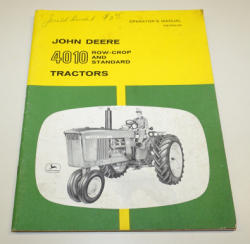 OPERATOR'S MANUAL
JOHN DEERE
4010 ROW-CROP
AND
STANDARD
TRACTORS